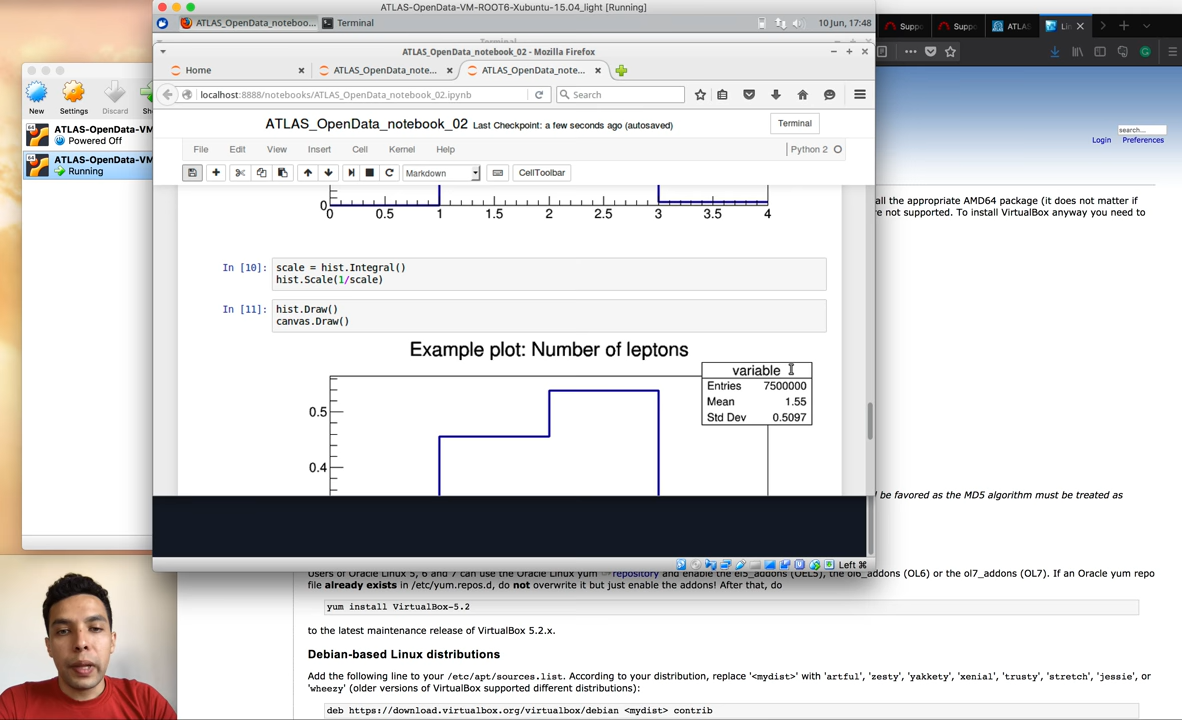 ATLAS-OpenData-VM-ROOT6-Xubuntu-15.04_light [Running]
ATLAS_OpenData_noteboo...
Terminal
10 Jun, 17:48
Terminal
ATLAS_OpenData_notebook_02 - Mozilla Firefox
Home
ATLAS_OpenData_note...
ATLAS_OpenData_note...
localhost:8888/notebooks/ATLAS_OpenData_notebook_02.ipynb
Search
ATLAS_OpenData_notebook_02 Last Checkpoint: a few seconds ago (autosaved)
Terminal
File Edit View Insert Cell Kernel Help
Python 2
Markdown
CellToolbar
0
0 0.5 1 1.5 2 2.5 3 3.5 4
In [10]: scale = hist.Integral()
hist.Scale(1/scale)
In [11]: hist.Draw()
canvas.Draw()
Example plot: Number of leptons
variable
Entries 7500000
Mean 1.55
Std Dev 0.5097
0.5
0.4
Left ⌘
New
Settings
Discard
ATLAS-OpenData-VM
Powered Off
ATLAS-OpenData-VM
Running
Suppo
Suppo
ATLAS
search...
Login Preferences
all the appropriate AMD64 package (it does not matter if
re not supported. To install VirtualBox anyway you need to
be favored as the MD5 algorithm must be treated as
Users of Oracle Linux 5, 6 and 7 can use the Oracle Linux yum repository and enable the el5_addons (OEL5), the ol6_addons (OL6) or the ol7_addons (OL7). If an Oracle yum repo
file already exists in /etc/yum.repos.d, do not overwrite it but just enable the addons! After that, do
yum install VirtualBox-5.2
to the latest maintenance release of VirtualBox 5.2.x.
Debian-based Linux distributions
Add the following line to your /etc/apt/sources.list. According to your distribution, replace '<mydist>' with 'artful', 'zesty', 'yakkety', 'xenial', 'trusty', 'stretch', 'jessie', or
'wheezy' (older versions of VirtualBox supported different distributions):
deb https://download.virtualbox.org/virtualbox/debian <mydist> contrib